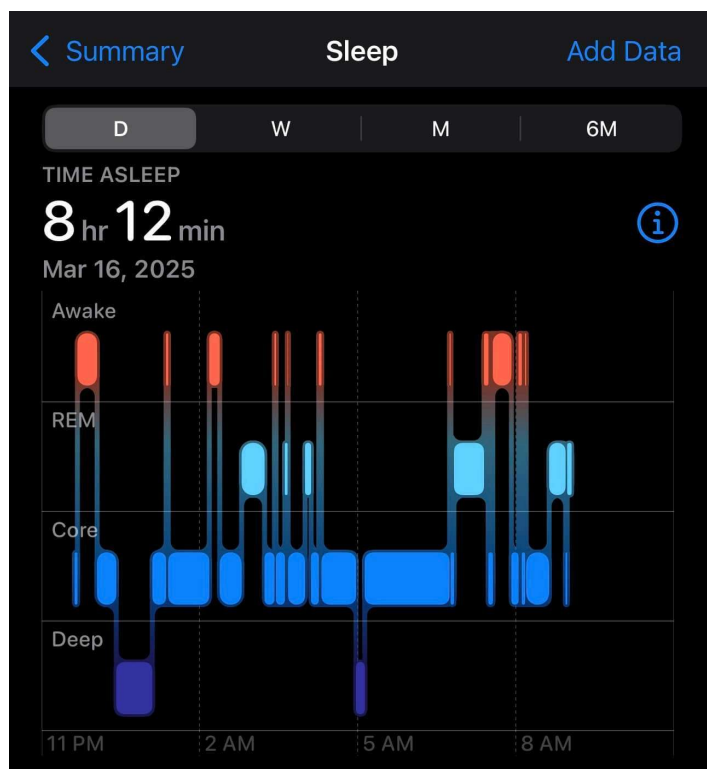 Summary Sleep Add Data
D W M 6M
TIME ASLEEP
8 hr 12 min
Mar 16, 2025
Awake
REM
Core
Deep
11 PM 2 AM 5 AM 8 AM